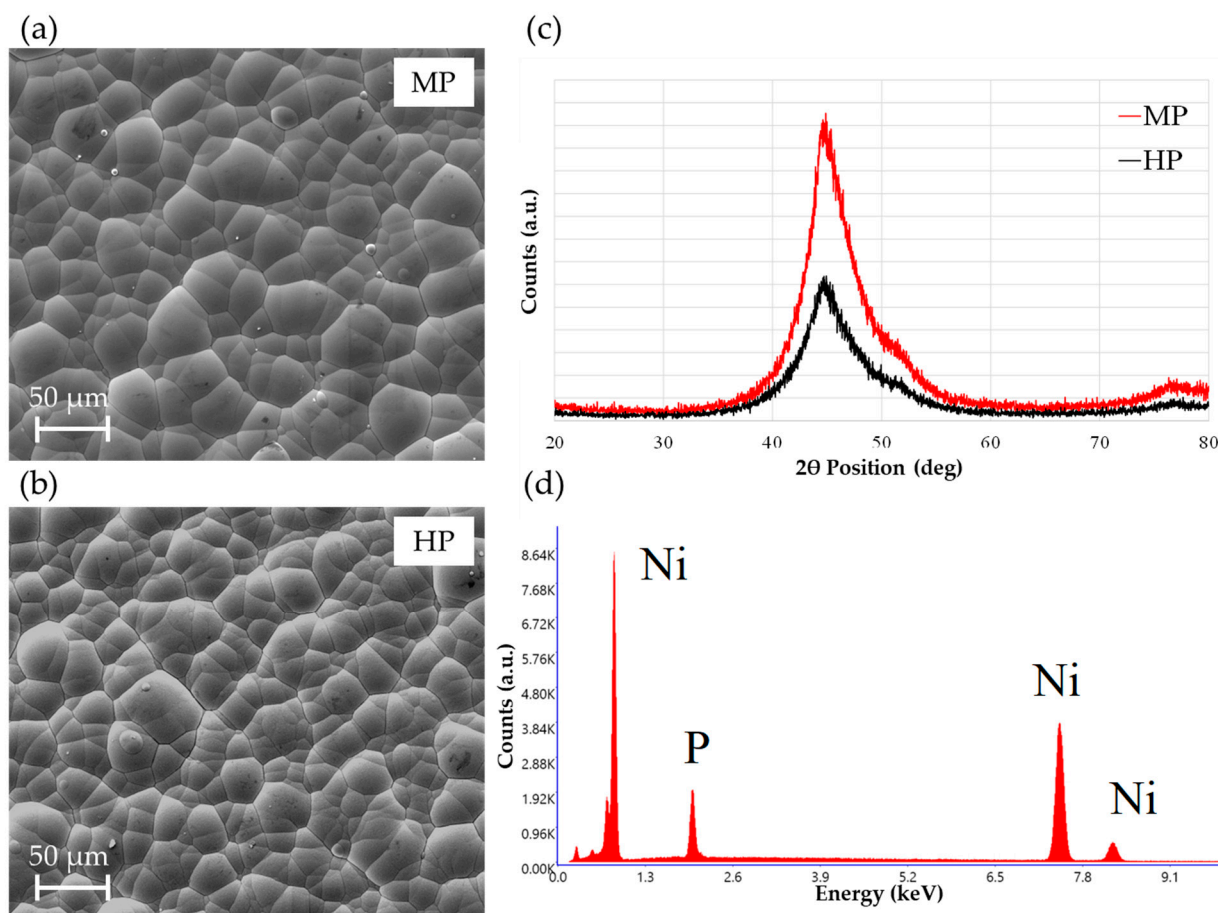 (a)
MP
50 µm
(b)
HP
50 µm
(c)
MP
HP
Counts (a.u.)
20 30 40 50 60 70 80
2θ Position (deg)
(d)
8.64K
7.68K
6.72K
5.76K
4.80K
3.84K
2.88K
1.92K
0.96K
0.00K
Counts (a.u.)
Ni
P
Ni
Ni
0.0 1.3 2.6 3.9 5.2 6.5 7.8 9.1
Energy (keV)